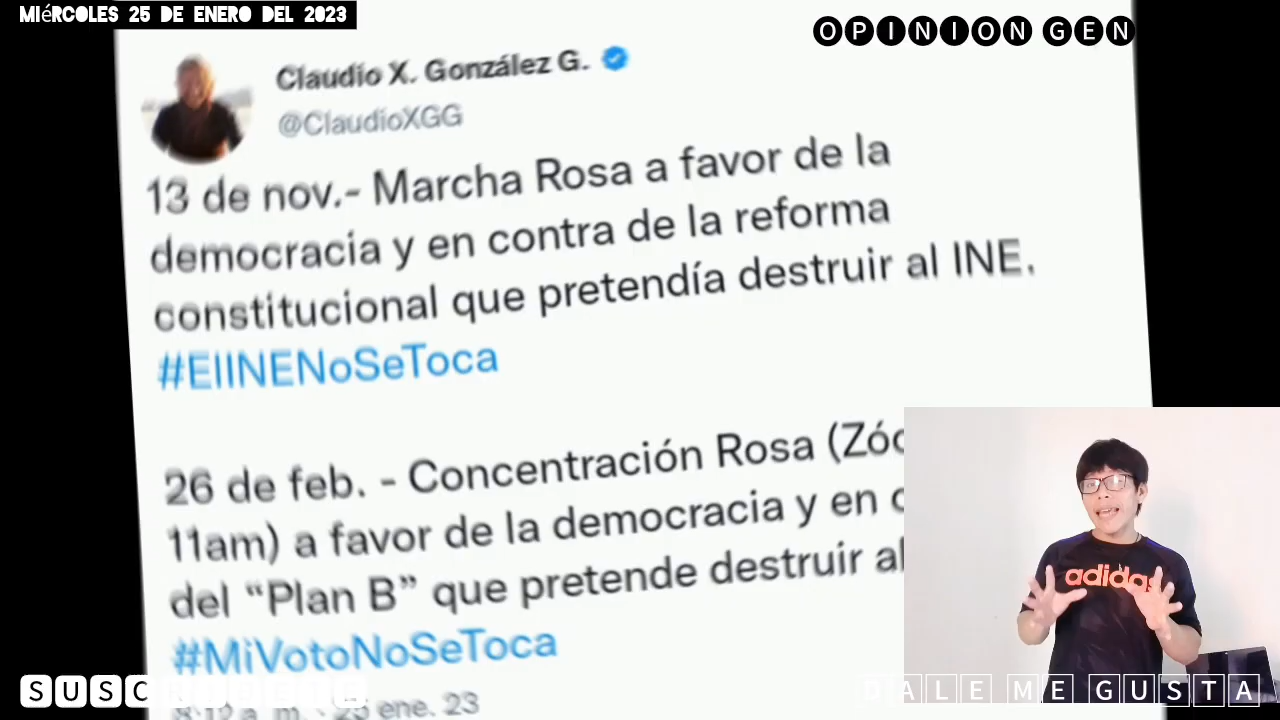 MIéRCOLES 25 DE ENERO DEL 2023
OPINION GEN
Claudio X. González G.
@ClaudioXGG
13 de nov.- Marcha Rosa a favor de la
democracia y en contra de la reforma
constitucional que pretendía destruir al INE.
#ElINENoSeToca
26 de feb. - Concentración Rosa
11am) a favor de la democracia y en
del “Plan B” que pretende destruir
#MiVotoNoSeToca
adidas
DALE ME GUSTA
ene. 23